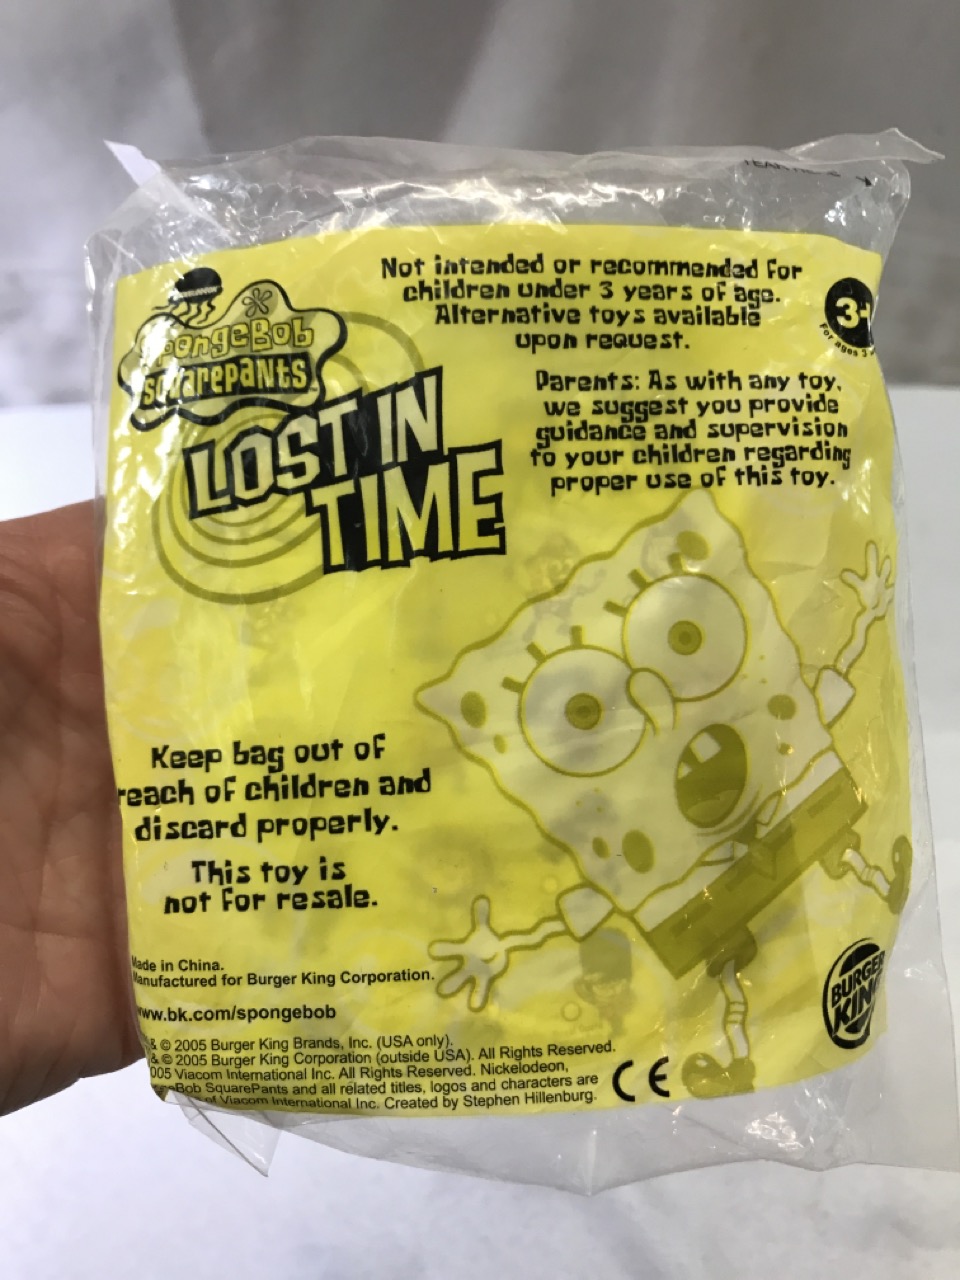 NICKELODEON
SpongeBob
SquarePants
LOST IN
TIME
Not intended or recommended for
children under 3 years of age.
Alternative toys available
upon request.
3+
For ages 3
Parents: As with any toy,
we suggest you provide
guidance and supervision
to your children regarding
proper use of this toy.
Keep bag out of
reach of children and
discard properly.
This toy is
not for resale.
Made in China.
Manufactured for Burger King Corporation.
www.bk.com/spongebob
& © 2005 Burger King Brands, Inc. (USA only).
& © 2005 Burger King Corporation (outside USA). All Rights Reserved.
005 Viacom International Inc. All Rights Reserved. Nickelodeon,
Bob SquarePants and all related titles, logos and characters are
of Viacom International Inc. Created by Stephen Hillenburg.
CE
BURGER
KING